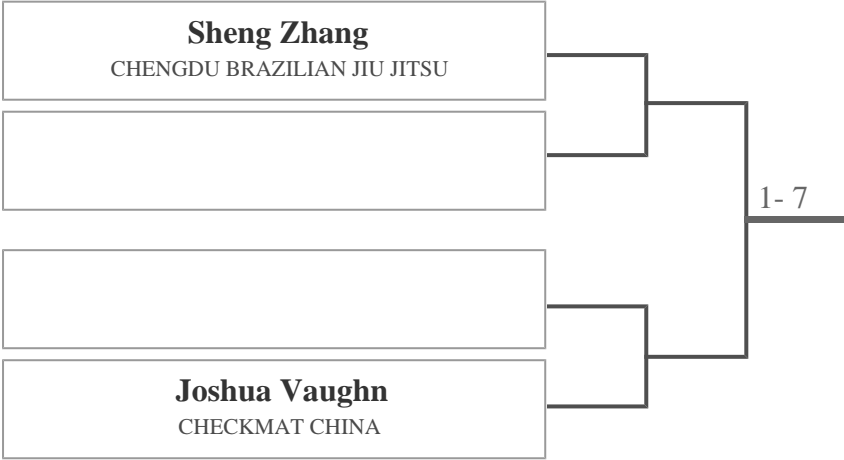 Sheng Zhang
CHENGDU BRAZILIAN JIU JITSU
1- 7
Joshua Vaughn
CHECKMAT CHINA